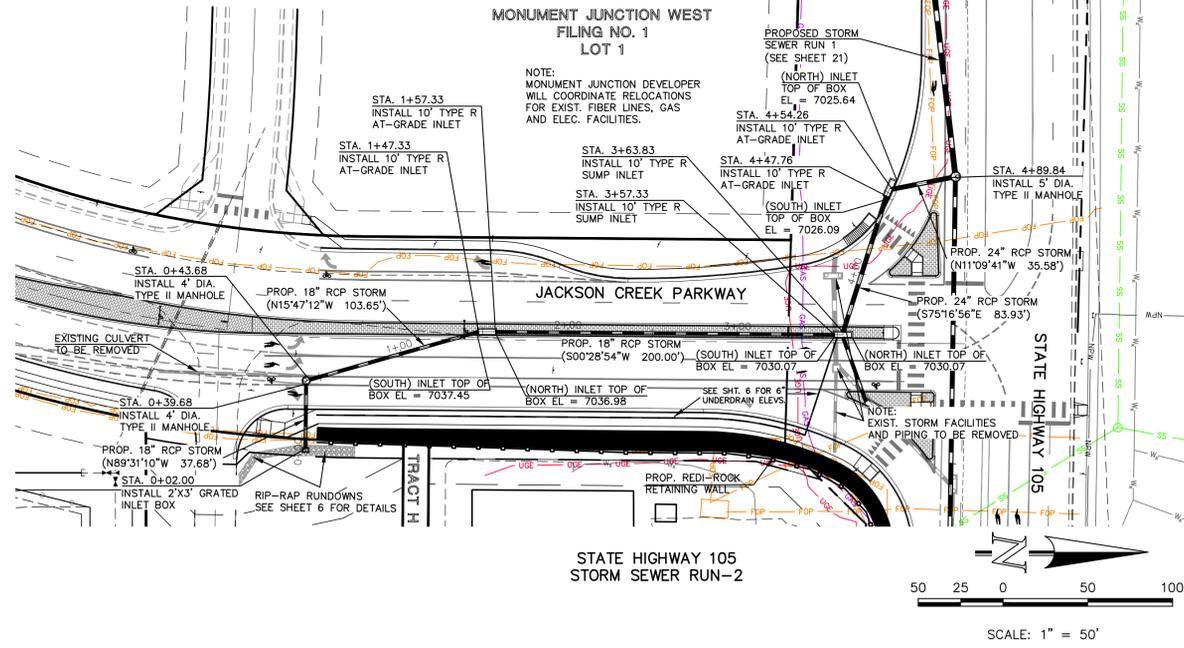 MONUMENT JUNCTION WEST
FILING NO. 1
LOT 1
NOTE:
MONUMENT JUNCTION DEVELOPER
WILL COORDINATE RELOCATIONS
FOR EXIST. FIBER LINES, GAS
AND ELEC. FACILITIES.
PROPOSED STORM
SEWER RUN 1
(SEE SHEET 21)
(NORTH) INLET
TOP OF BOX
EL = 7025.64
STA. 1+57.33
INSTALL 10' TYPE R
AT-GRADE INLET
STA. 4+54.26
INSTALL 10' TYPE R
AT-GRADE INLET
STA. 1+47.33
INSTALL 10' TYPE R
AT-GRADE INLET
STA. 3+63.83
INSTALL 10' TYPE R
SUMP INLET
STA. 4+47.76
INSTALL 10' TYPE R
AT-GRADE INLET
STA. 4+89.84
INSTALL 5' DIA.
TYPE II MANHOLE
STA. 3+57.33
INSTALL 10' TYPE R
SUMP INLET
(SOUTH) INLET
TOP OF BOX
EL = 7026.09
PROP. 24" RCP STORM
(N11°09'41"W 35.58')
STA. 0+43.68
INSTALL 4' DIA.
TYPE II MANHOLE
PROP. 18" RCP STORM
(N15°47'12"W 103.65')
JACKSON CREEK PARKWAY
PROP. 24" RCP STORM
(S75°16'56"E 83.93')
EXISTING CULVERT
TO BE REMOVED
1+00
2+00
3+00
4+00
PROP. 18" RCP STORM
(S00°28'54"W 200.00')
(SOUTH) INLET TOP OF
BOX EL = 7030.07
(NORTH) INLET TOP OF
BOX EL = 7030.07
(SOUTH) INLET TOP OF
BOX EL = 7037.45
(NORTH) INLET TOP OF
BOX EL = 7036.98
SEE SHT. 6 FOR 6"
UNDERDRAIN ELEVS.
STATE HIGHWAY 105
STA. 0+39.68
INSTALL 4' DIA.
TYPE II MANHOLE
NOTE:
EXIST. STORM FACILITIES
AND PIPING TO BE REMOVED
PROP. 18" RCP STORM
(N89°31'10"W 37.68')
STA. 0+02.00
INSTALL 2'X3' GRATED
INLET BOX
RIP-RAP RUNDOWNS
SEE SHEET 6 FOR DETAILS
TRACT H
PROP. REDI-ROCK
RETAINING WALL
FOP
UGE
GAS
SS
NPW
STATE HIGHWAY 105
STORM SEWER RUN-2
N
50 25 0 50 100
SCALE: 1" = 50'